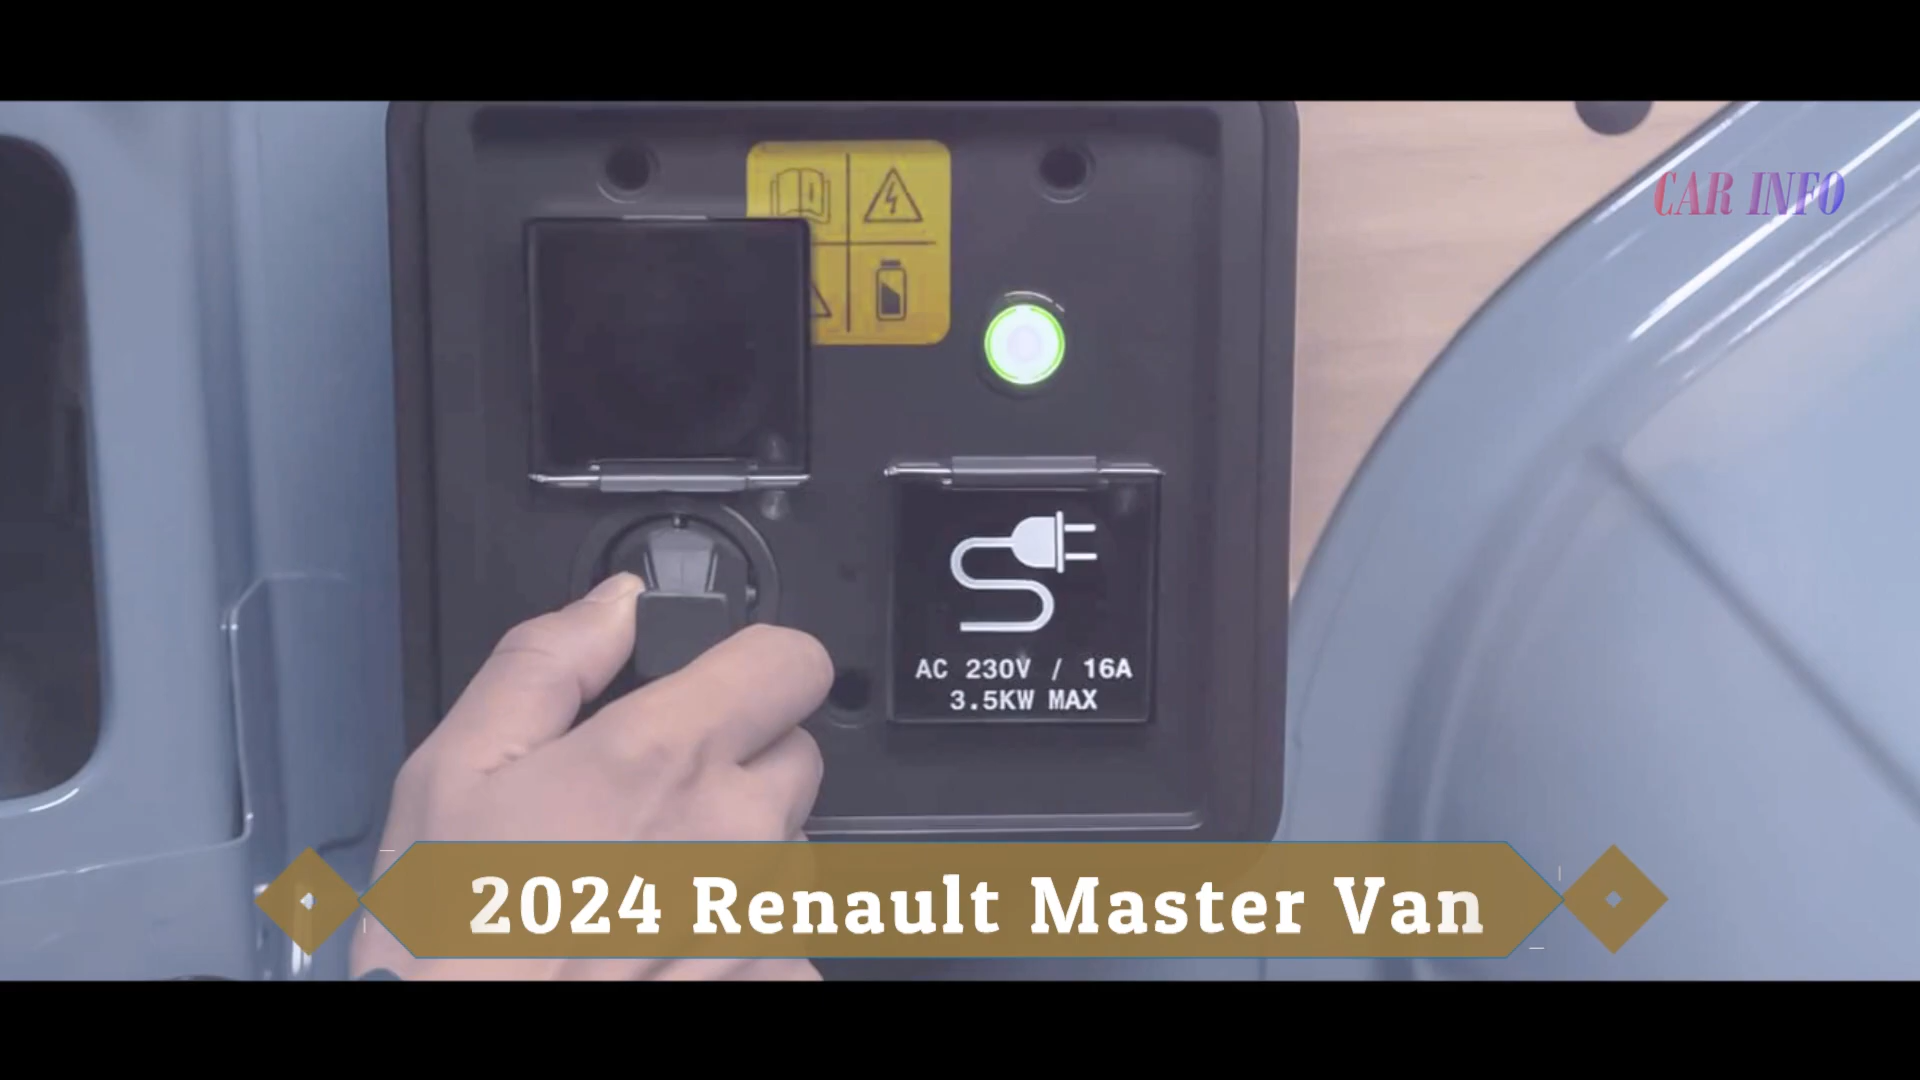 CAR INFO
AC 230V / 16A
3.5KW MAX
2024 Renault Master Van